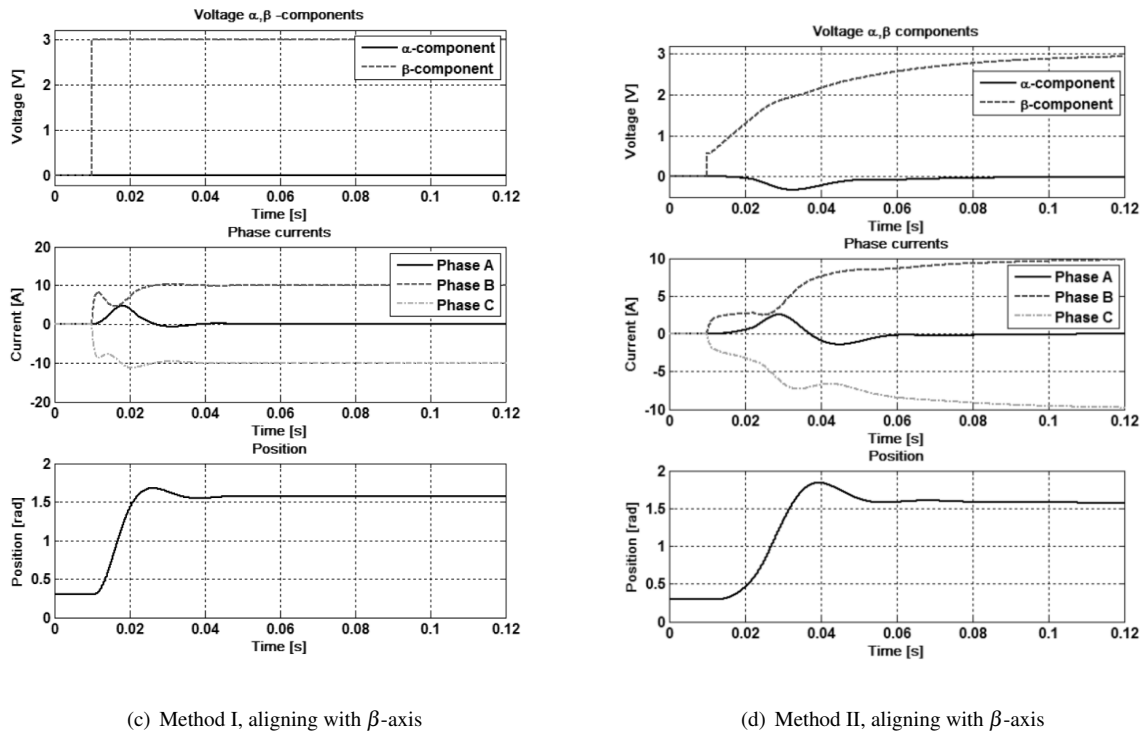 Voltage α,β -components
3
2
1
0
Voltage [V]
α-component
β-component
0 0.02 0.04 0.06 0.08 0.1 0.12
Time [s]
Phase currents
20
10
0
-10
-20
Current [A]
Phase A
Phase B
Phase C
0 0.02 0.04 0.06 0.08 0.1 0.12
Time [s]
Position
2
1.5
1
0.5
0
Position [rad]
0 0.02 0.04 0.06 0.08 0.1 0.12
Time [s]
(c) Method I, aligning with β-axis
Voltage α,β components
3
2
1
0
Voltage [V]
α-component
β-component
0 0.02 0.04 0.06 0.08 0.1 0.12
Time [s]
Phase currents
10
5
0
-5
-10
Current [A]
Phase A
Phase B
Phase C
0 0.02 0.04 0.06 0.08 0.1 0.12
Time [s]
Position
2
1.5
1
0.5
0
Position [rad]
0 0.02 0.04 0.06 0.08 0.1 0.12
Time [s]
(d) Method II, aligning with β-axis